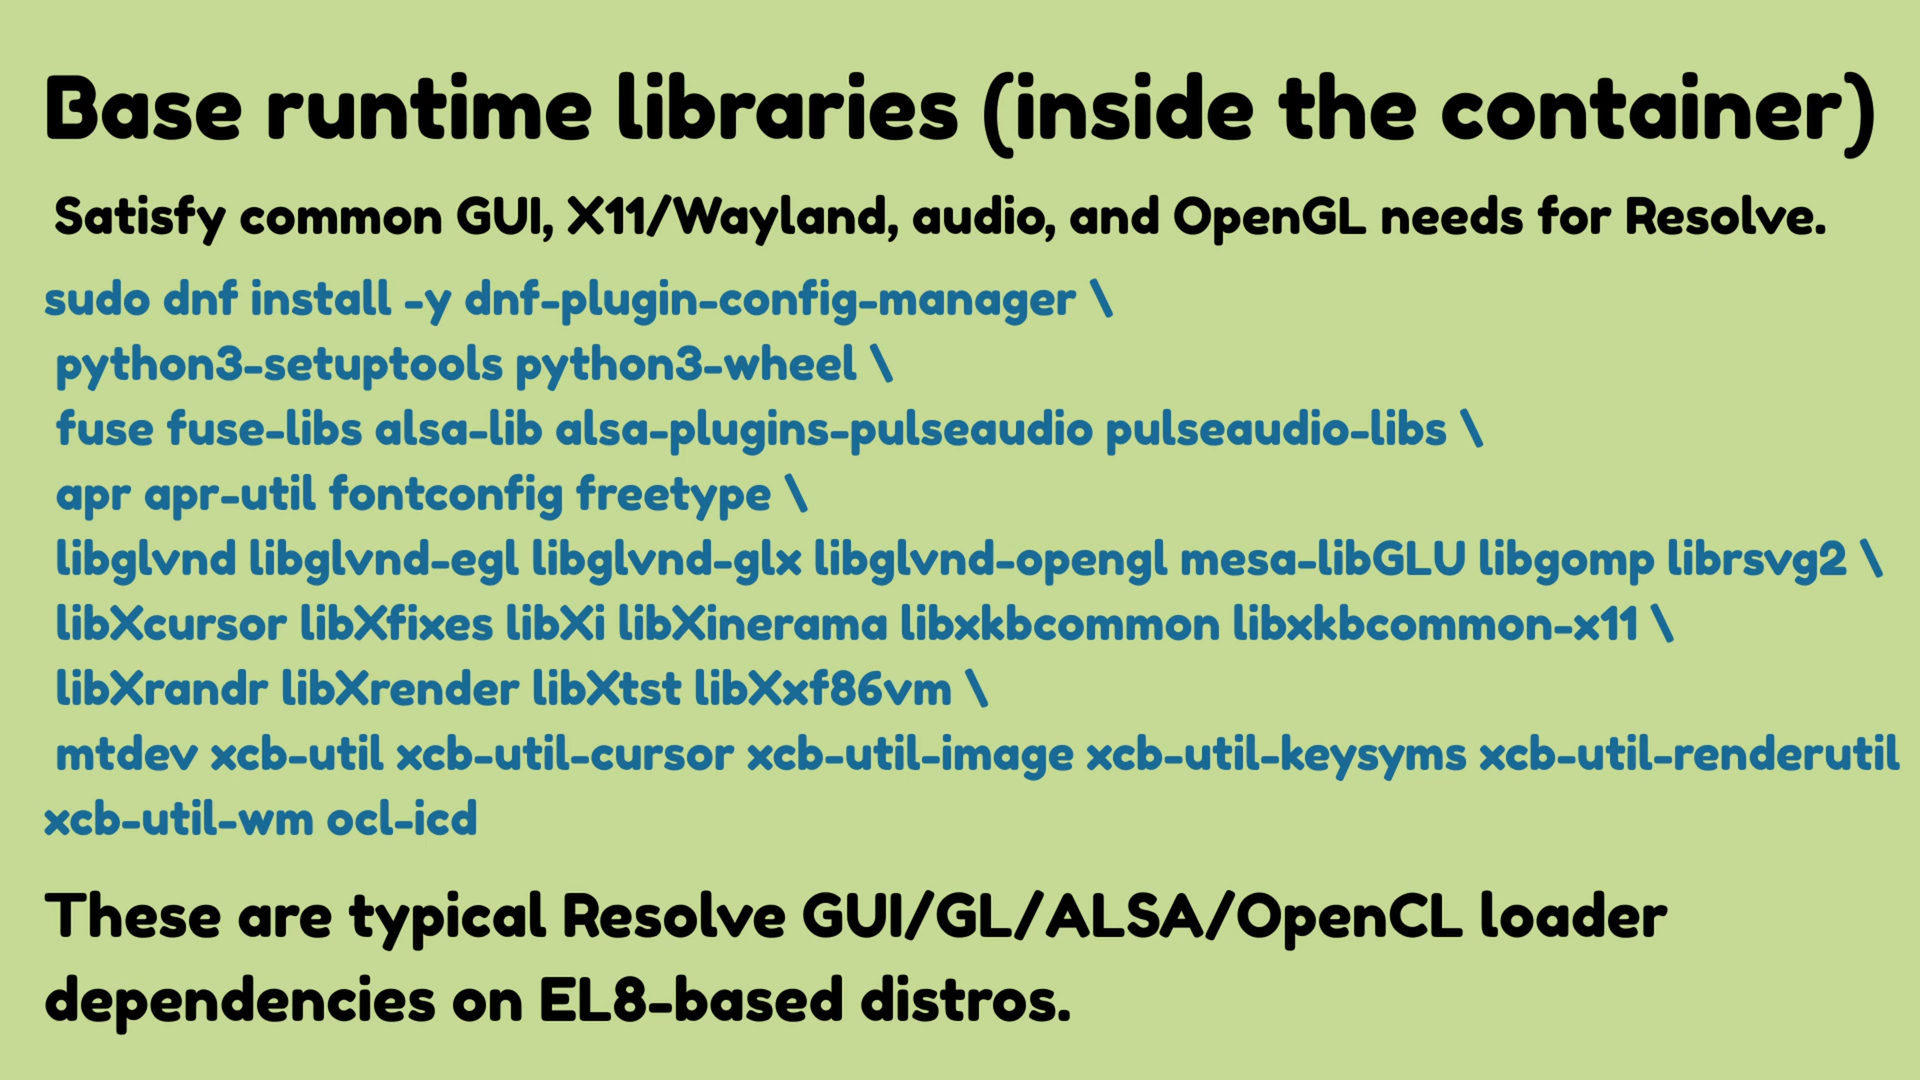 Base runtime libraries (inside the container)
Satisfy common GUI, X11/Wayland, audio, and OpenGL needs for Resolve.
sudo dnf install -y dnf-plugin-config-manager \
python3-setuptools python3-wheel \
fuse fuse-libs alsa-lib alsa-plugins-pulseaudio pulseaudio-libs \
apr apr-util fontconfig freetype \
libglvnd libglvnd-egl libglvnd-glx libglvnd-opengl mesa-libGLU libgomp librsvg2 \
libXcursor libXfixes libXi libXinerama libxkbcommon libxkbcommon-x11 \
libXrandr libXrender libXtst libXxf86vm \
mtdev xcb-util xcb-util-cursor xcb-util-image xcb-util-keysyms xcb-util-renderutil
xcb-util-wm ocl-icd
These are typical Resolve GUI/GL/ALSA/OpenCL loader
dependencies on EL8-based distros.